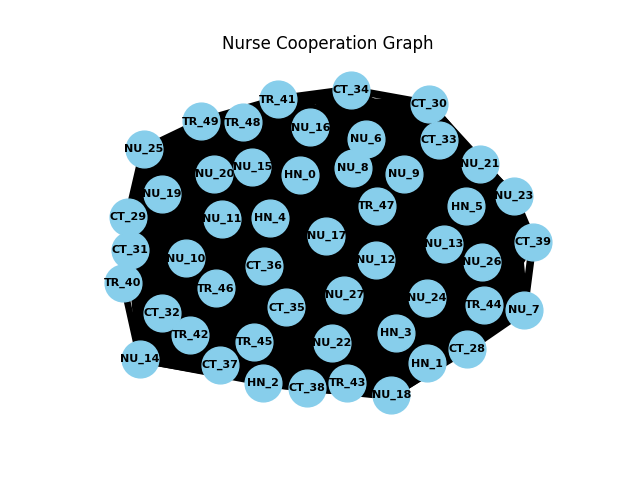 Nurse Cooperation Graph
CT_34
TR_41
CT_30
TR_49
TR_48
NU_16
NU_6
CT_33
NU_25
NU_21
NU_15
NU_8
NU_20
HN_0
NU_9
NU_19
NU_23
TR_47
HN_5
CT_29
NU_11
HN_4
NU_17
CT_39
NU_13
CT_31
NU_10
NU_12
NU_26
CT_36
TR_40
TR_46
NU_27
NU_24
TR_44
CT_35
NU_7
CT_32
TR_42
HN_3
TR_45
NU_22
CT_28
NU_14
CT_37
HN_1
HN_2
TR_43
CT_38
NU_18